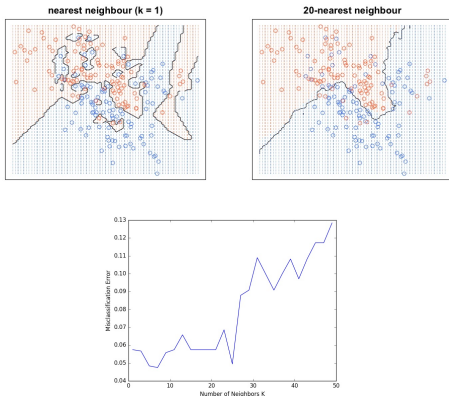 nearest neighbour (k = 1)
20-nearest neighbour
0.13
0.12
0.11
0.10
0.09
0.08
0.07
0.06
0.05
0.04
Misclassification Error
0 10 20 30 40 50
Number of Neighbors K